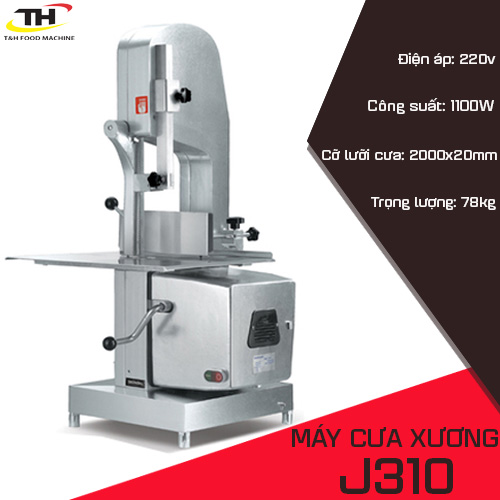 TH
T&H FOOD MACHINE
Điện áp: 220v
Công suất: 1100W
Cỡ lưỡi cưa: 2000x20mm
Trọng lượng: 78kg
MÁY CƯA XƯƠNG
J310